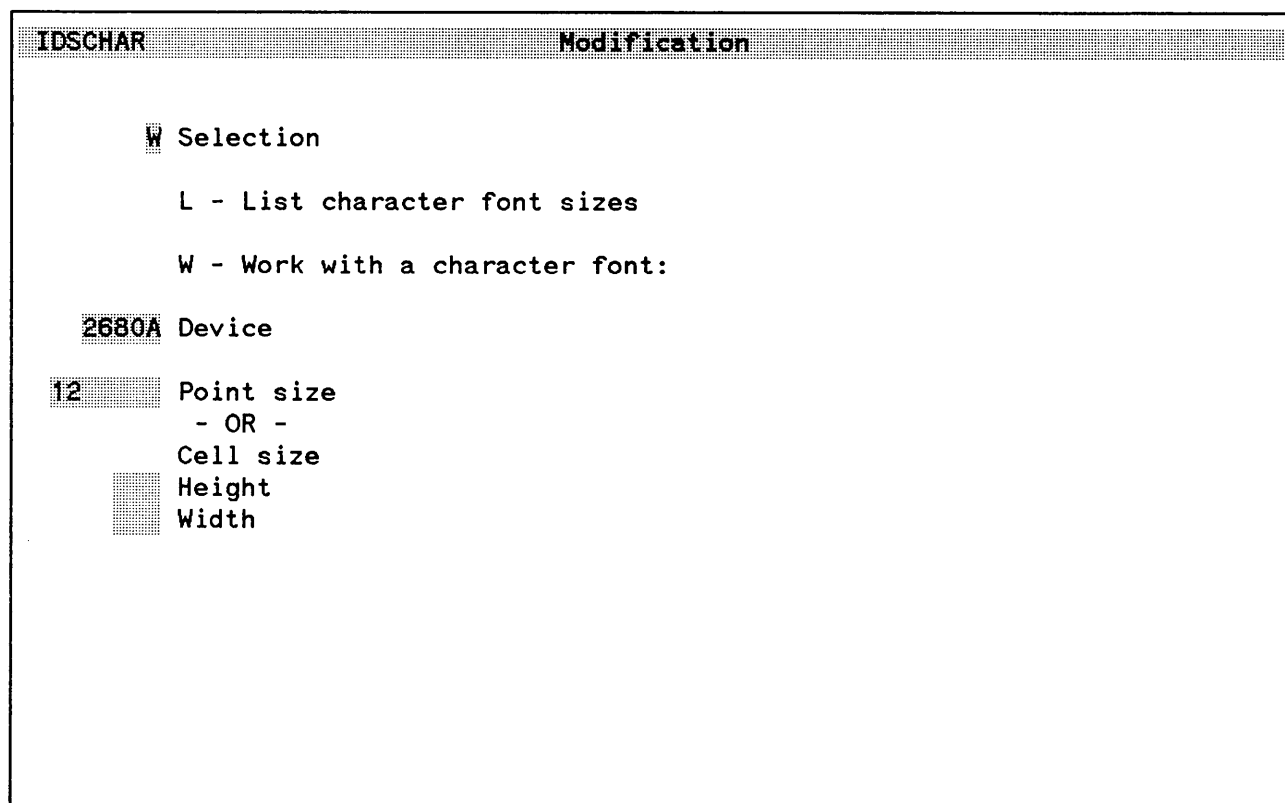 IDSCHAR Modification
W Selection
L - List character font sizes
W - Work with a character font:
2680A Device
12 Point size
- OR -
Cell size
Height
Width